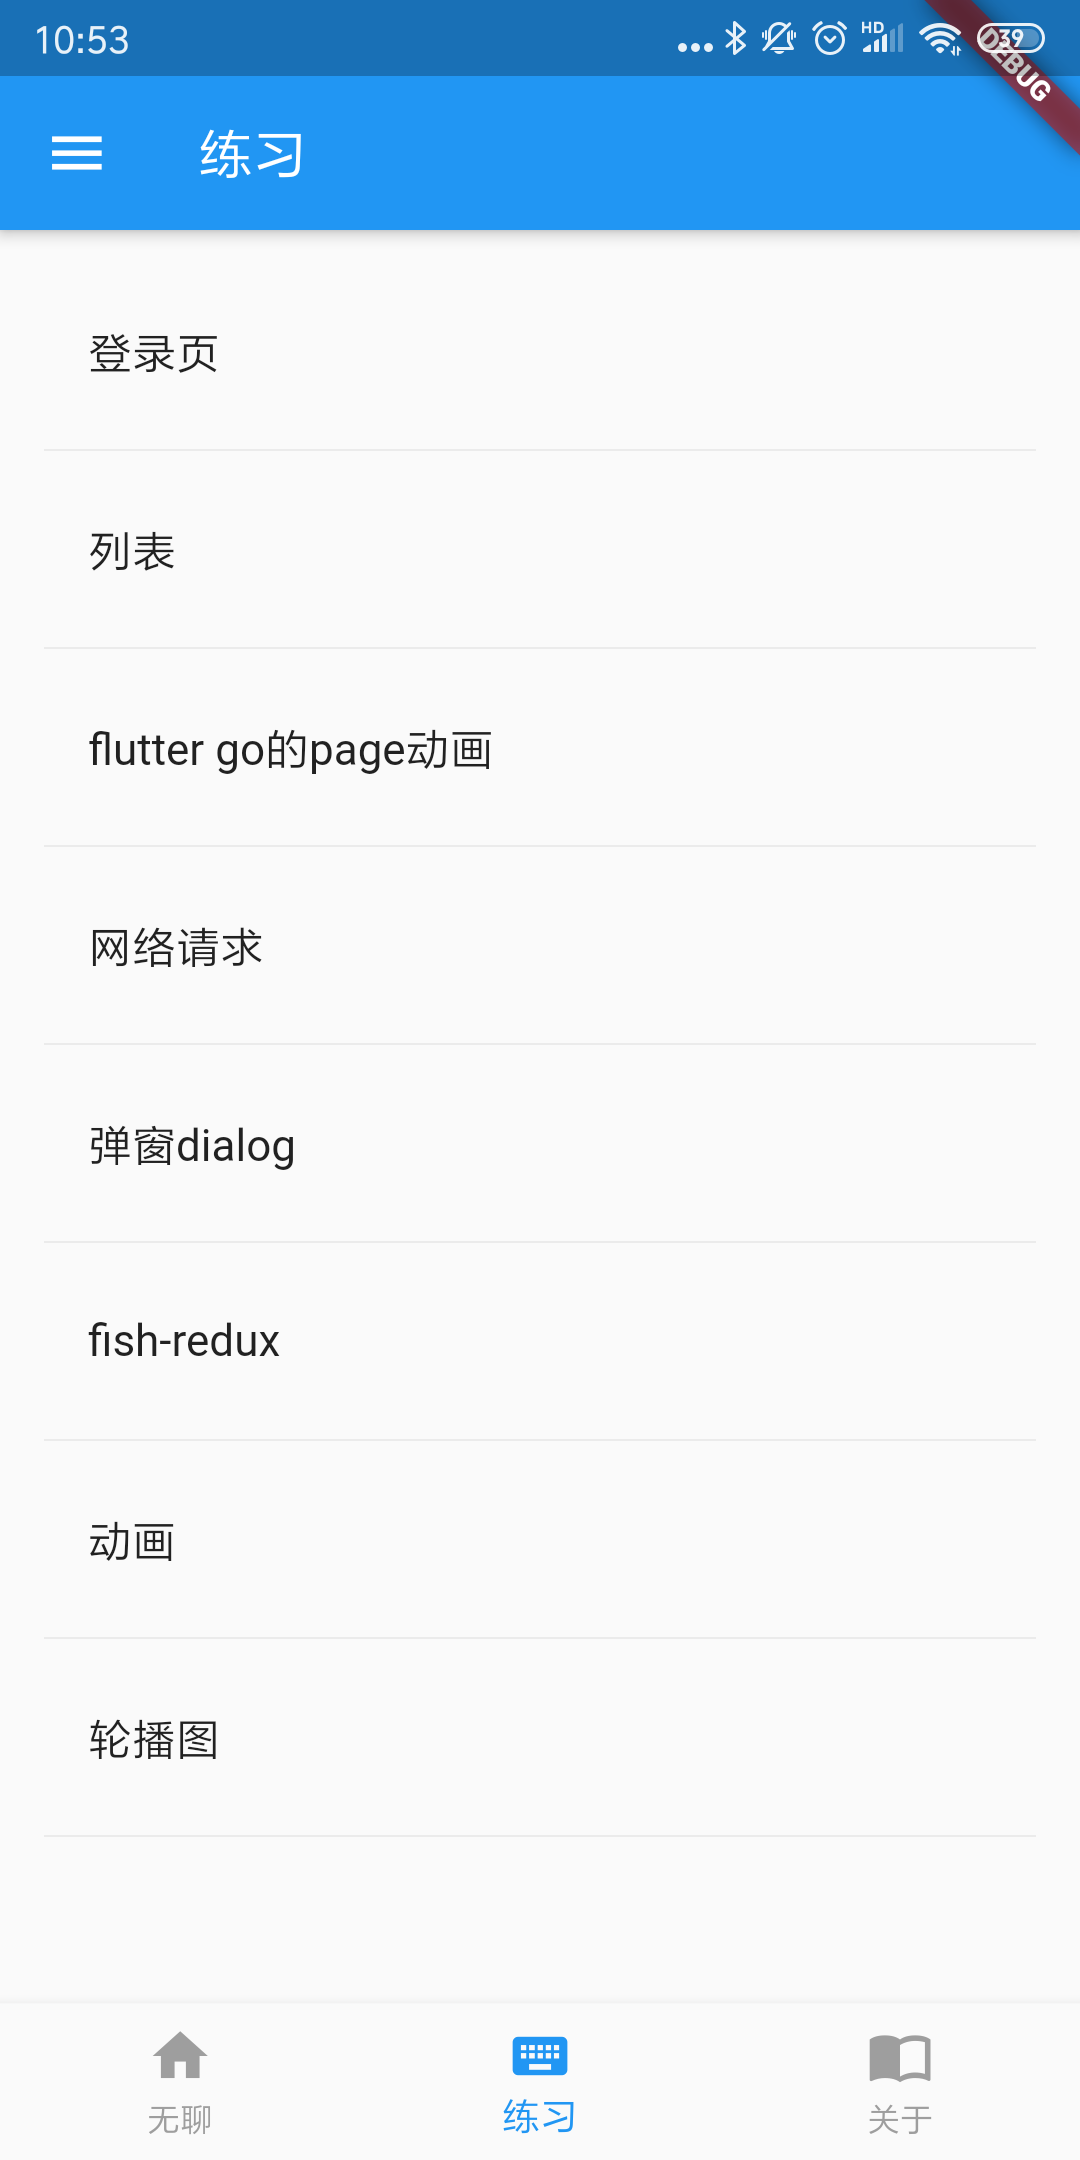 10:53
HD
39
DEBUG
练习
登录页
列表
flutter go的page动画
网络请求
弹窗dialog
fish-redux
动画
轮播图
无聊
练习
关于